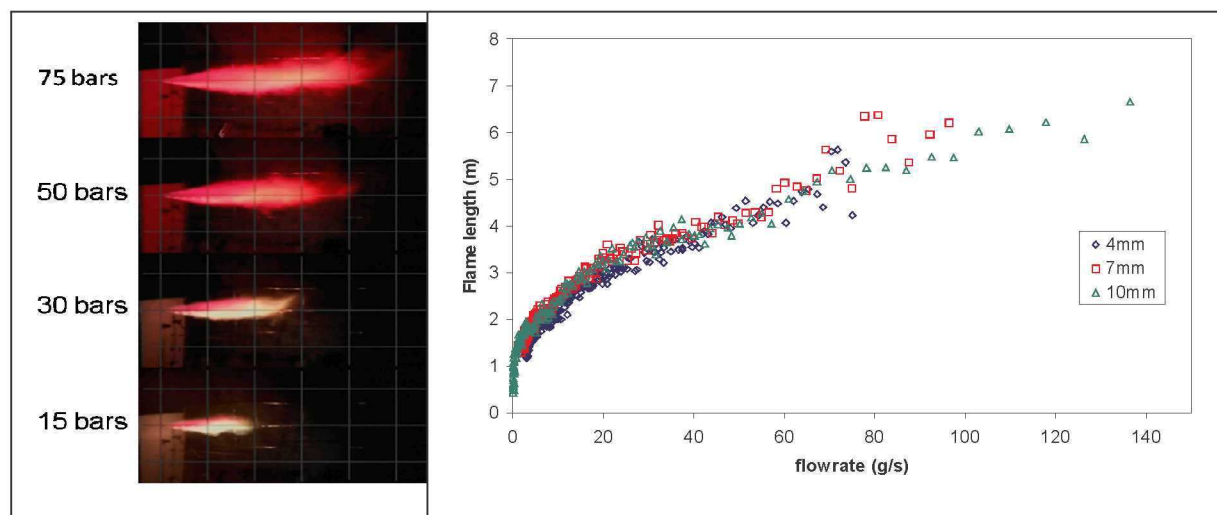 75 bars
50 bars
30 bars
15 bars
8
7
6
5
4
3
2
1
0
Flame length (m)
0 20 40 60 80 100 120 140
flowrate (g/s)
4mm
7mm
10mm